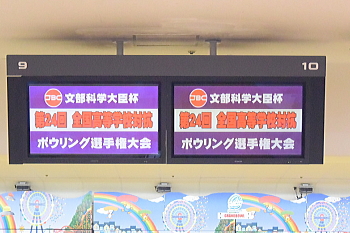 9
10
JBC 文部科学大臣杯
第24回 全国高等学校対抗
ボウリング選手権大会
JBC 文部科学大臣杯
第24回 全国高等学校対抗
ボウリング選手権大会